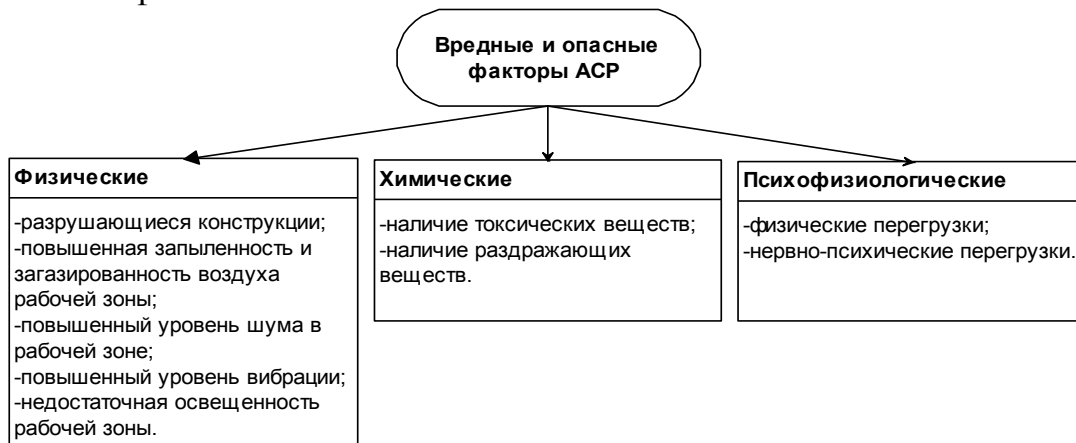 Вредные и опасные
факторы АСР
Физические
-разрушающиеся конструкции;
-повышенная запыленность и
загазированность воздуха
рабочей зоны;
-повышенный уровень шума в
рабочей зоне;
-повышенный уровень вибрации;
-недостаточная освещенность
рабочей зоны.
Химические
-наличие токсических веществ;
-наличие раздражающих
веществ.
Психофизиологические
-физические перегрузки;
-нервно-психические перегрузки.